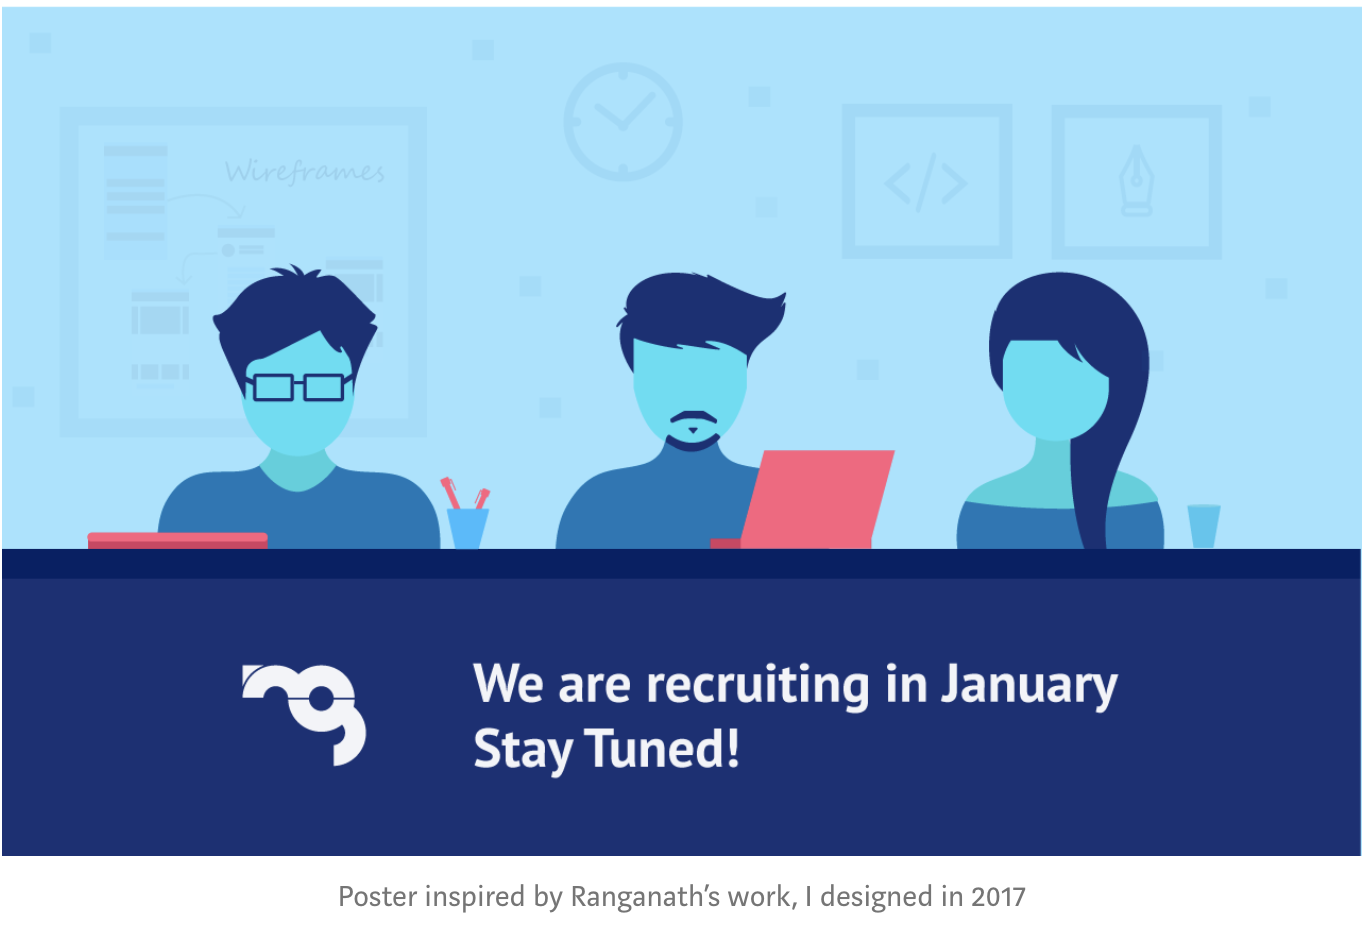 Wireframes
</>
We are recruiting in January
Stay Tuned!
Poster inspired by Ranganath's work, I designed in 2017